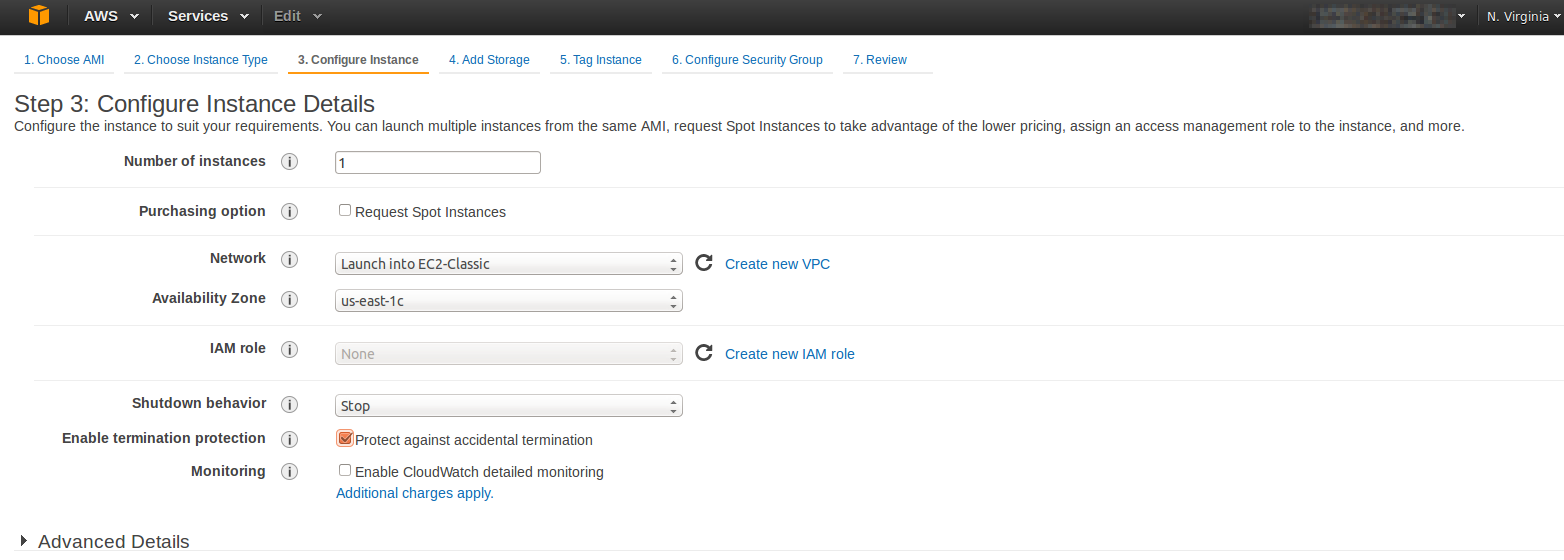 AWS Services Edit N. Virginia
1. Choose AMI 2. Choose Instance Type 3. Configure Instance 4. Add Storage 5. Tag Instance 6. Configure Security Group 7. Review
Step 3: Configure Instance Details
Configure the instance to suit your requirements. You can launch multiple instances from the same AMI, request Spot Instances to take advantage of the lower pricing, assign an access management role to the instance, and more.
Number of instances i 1
Purchasing option i Request Spot Instances
Network i Launch into EC2-Classic Create new VPC
Availability Zone i us-east-1c
IAM role i None Create new IAM role
Shutdown behavior i Stop
Enable termination protection i Protect against accidental termination
Monitoring i Enable CloudWatch detailed monitoring
Additional charges apply.
Advanced Details